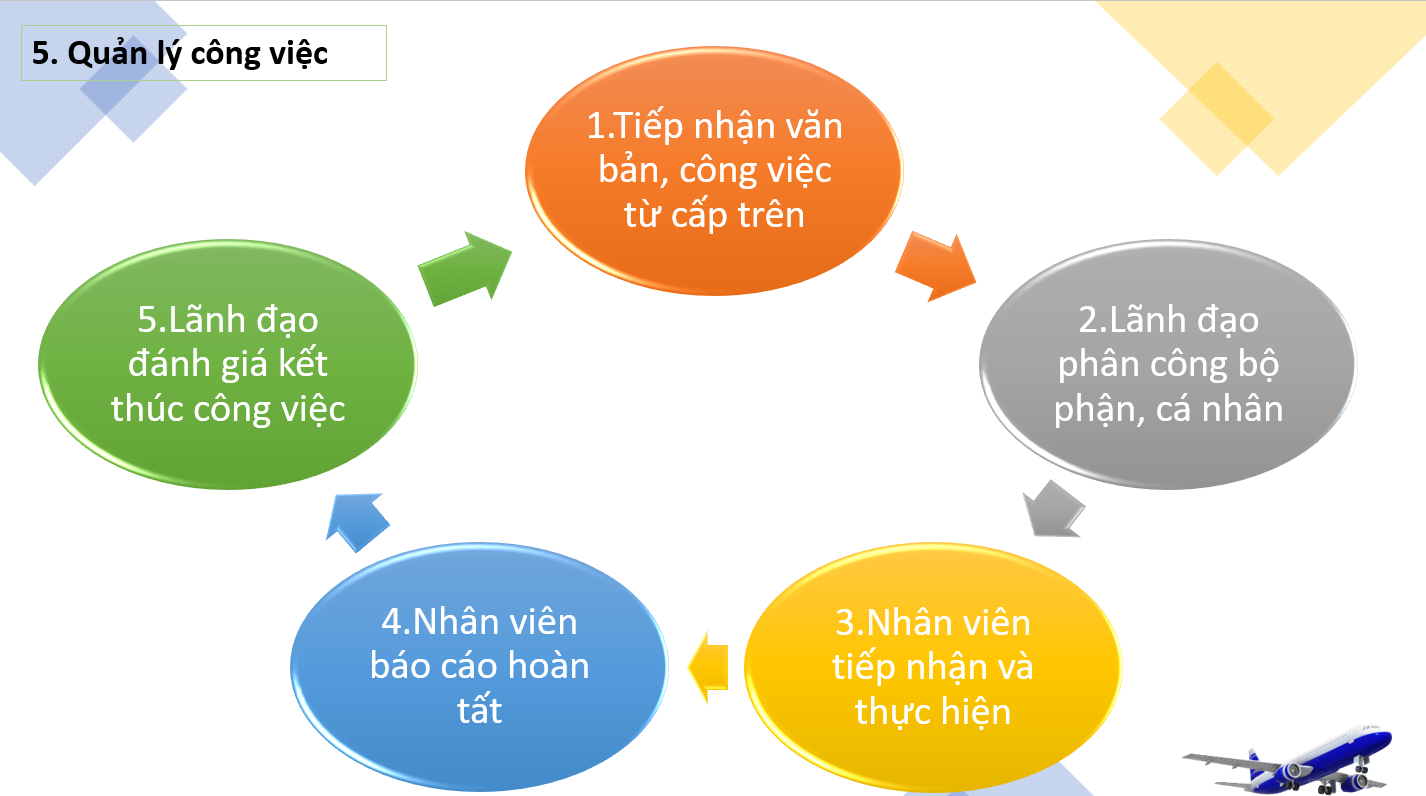 5. Quản lý công việc
1.Tiếp nhận văn
bản, công việc
từ cấp trên
2.Lãnh đạo
phân công bộ
phận, cá nhân
3.Nhân viên
tiếp nhận và
thực hiện
4.Nhân viên
báo cáo hoàn
tất
5.Lãnh đạo
đánh giá kết
thúc công việc